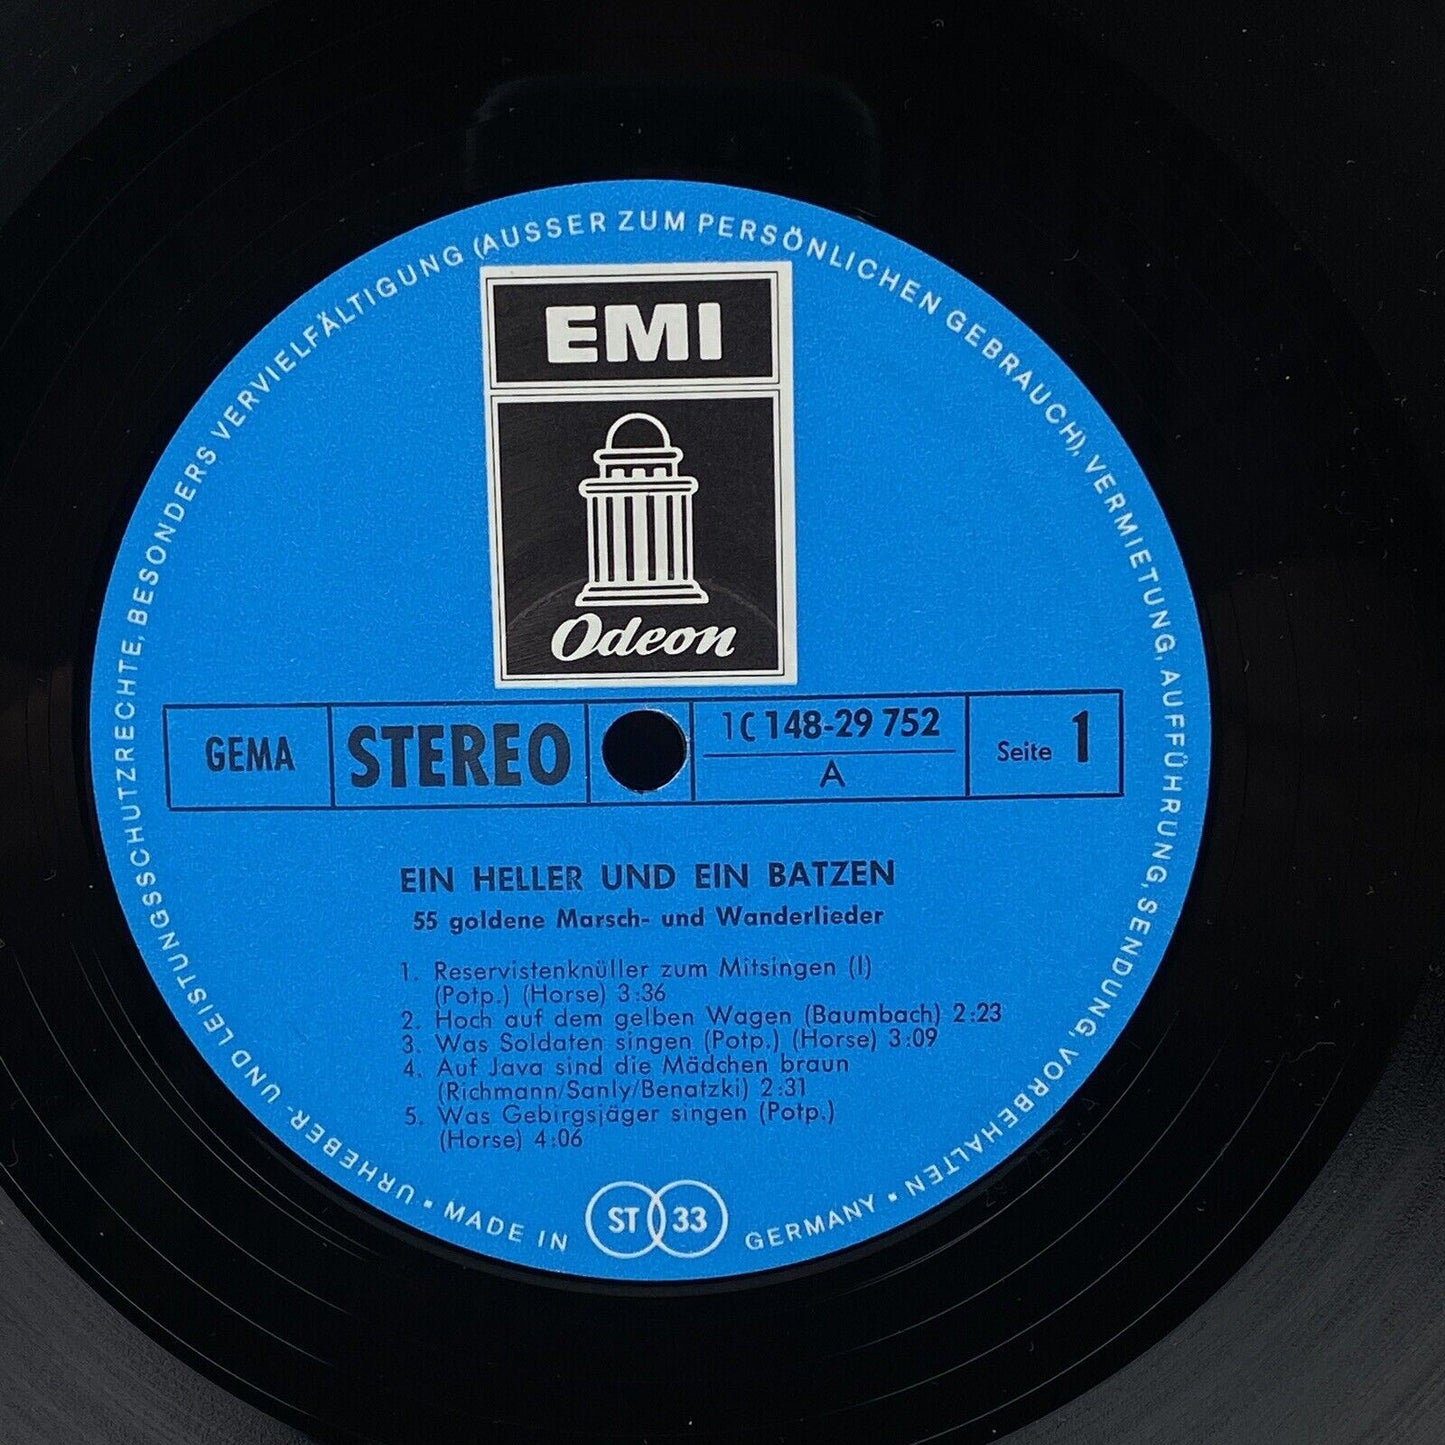 URHEBER- UND LEISTUNGSSCHUTZRECHTE, BESONDERS VERVIELFÄLTIGUNG (AUSSER ZUM PERSÖNLICHEN GEBRAUCH), VERMIETUNG, AUFFÜHRUNG, SENDUNG, VORBEHALTEN
EMI
Odeon
GEMA
STEREO
1C 148-29 752
A
Seite 1
EIN HELLER UND EIN BATZEN
55 goldene Marsch- und Wanderlieder
1. Reservistenknüller zum Mitsingen (I)
(Potp.) (Horse) 3:36
2. Hoch auf dem gelben Wagen (Baumbach) 2:23
3. Was Soldaten singen (Potp.) (Horse) 3:09
4. Auf Java sind die Mädchen braun
(Richmann/Sanly/Benatzki) 2:31
5. Was Gebirgsjäger singen (Potp.)
(Horse) 4:06
MADE IN
ST 33
GERMANY